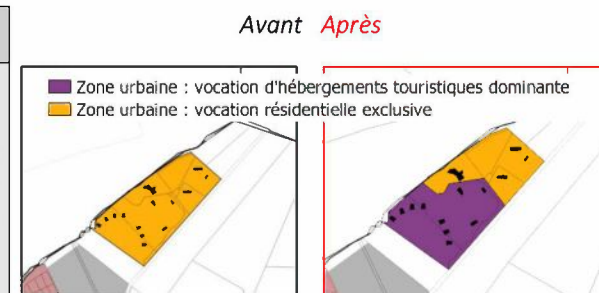 Avant Après
Zone urbaine : vocation d'hébergements touristiques dominante
Zone urbaine : vocation résidentielle exclusive